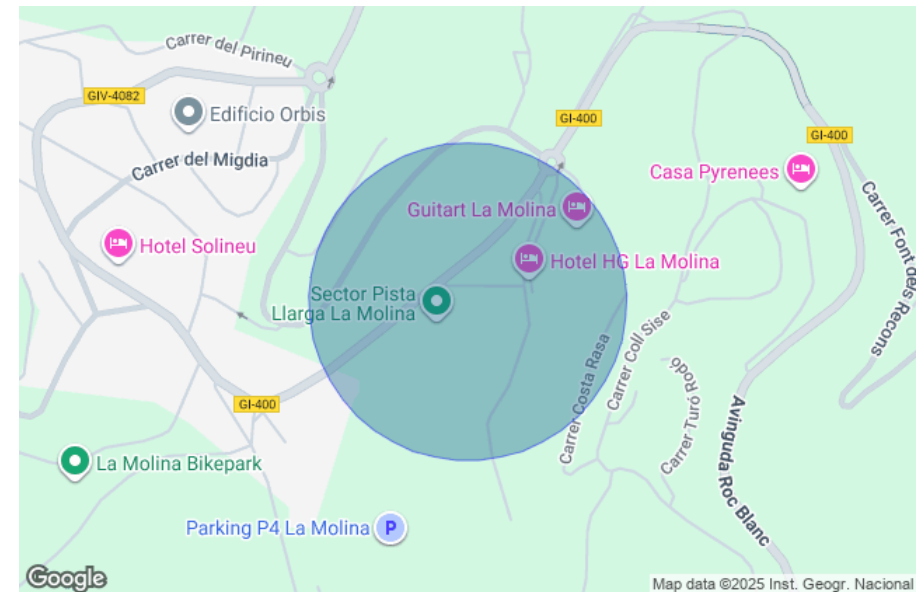 Carrer del Pirineu
GIV-4082
Edificio Orbis
GI-400
GI-400
Carrer del Migdia
Casa Pyrenees
Carrer Font dels Recons
Guitart La Molina
Hotel Solineu
Hotel HG La Molina
Sector Pista
Llarga La Molina
Carrer Coll Sise
Carrer Costa Rasa
Carrer Turó Rodó
GI-400
Avinguda Roc Blanc
La Molina Bikepark
Parking P4 La Molina
P
Google
Map data ©2025 Inst. Geogr. Nacional